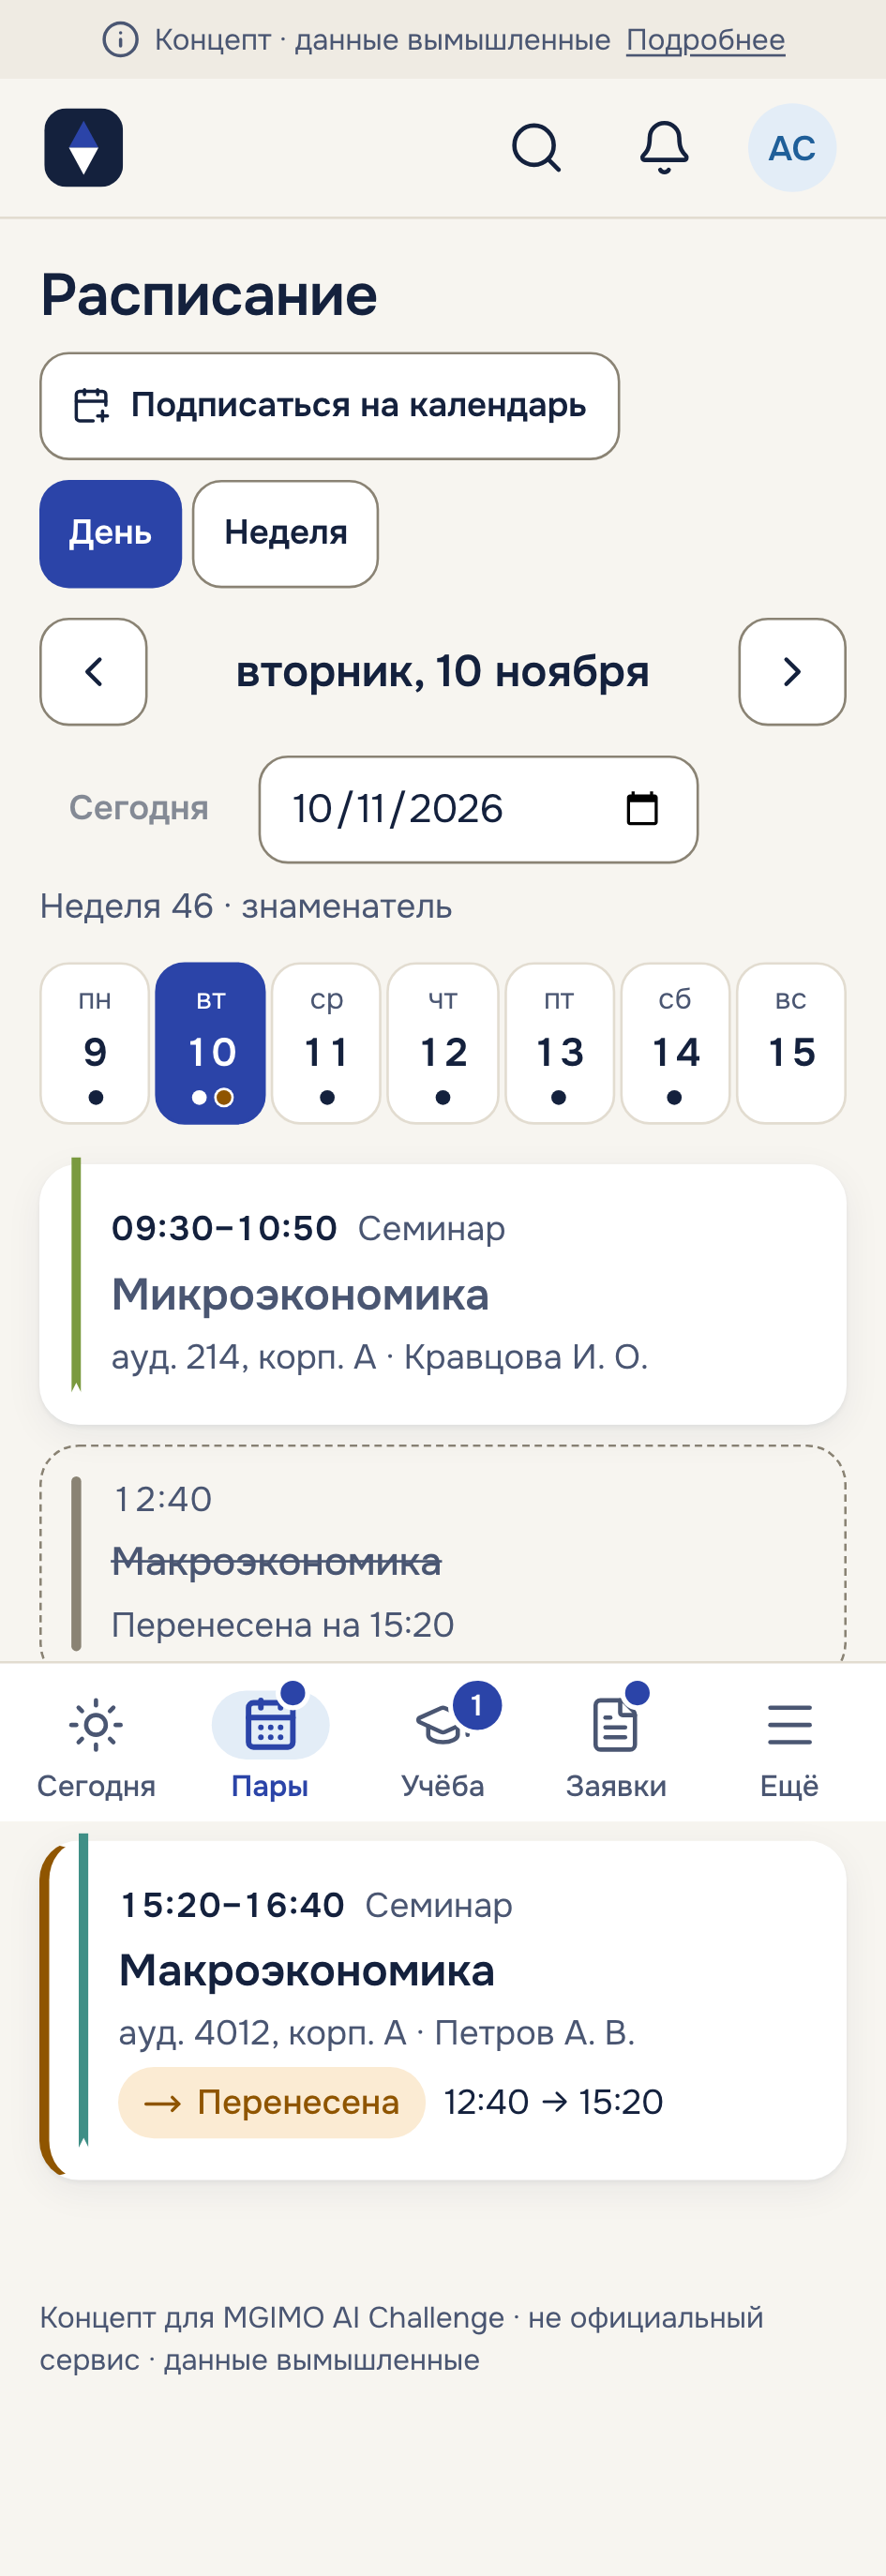 Концепт · данные вымышленные Подробнее
АС
Расписание
Подписаться на календарь
День Неделя
вторник, 10 ноября
Сегодня 10/11/2026
Неделя 46 · знаменатель
пн вт ср чт пт сб вс
9 10 11 12 13 14 15
09:30–10:50 Семинар
Микроэкономика
ауд. 214, корп. А · Кравцова И. О.
12:40
Макроэкономика
Перенесена на 15:20
1
Сегодня Пары Учёба Заявки Ещё
15:20–16:40 Семинар
Макроэкономика
ауд. 4012, корп. А · Петров А. В.
→ Перенесена 12:40 → 15:20
Концепт для MGIMO AI Challenge · не официальный
сервис · данные вымышленные